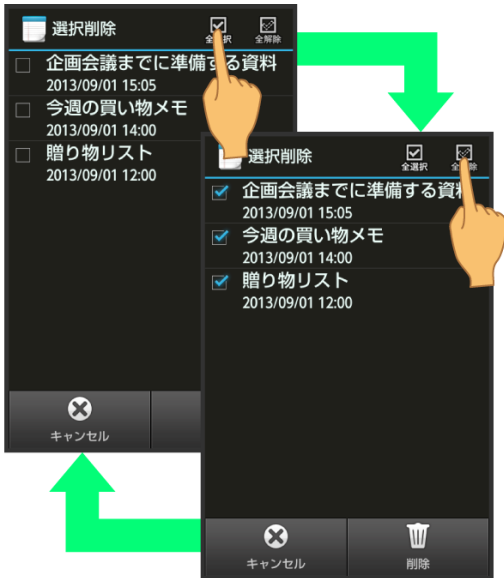 選択削除
全解除
企画会議までに準備する資料
2013/09/01 15:05
今週の買い物メモ
2013/09/01 14:00
贈り物リスト
2013/09/01 12:00
キャンセル
選択削除
全選択
企画会議までに準備する資料
2013/09/01 15:05
今週の買い物メモ
2013/09/01 14:00
贈り物リスト
2013/09/01 12:00
キャンセル
削除